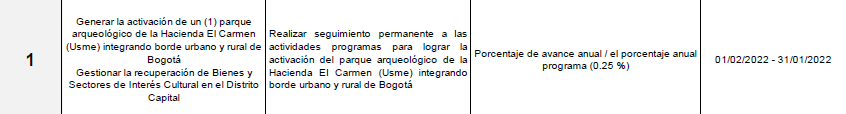 1
Generar la activación de un (1) parque
arqueológico de la Hacienda El Carmen
(Usme) integrando borde urbano y rural de
Bogotá
Gestionar la recuperación de Bienes y
Sectores de Interés Cultural en el Distrito
Capital
Realizar seguimiento permanente a las
actividades programas para lograr la
activación del parque arqueológico de la
Hacienda El Carmen (Usme) integrando
borde urbano y rural de Bogotá
Porcentaje de avance anual / el porcentaje anual
programa (0.25 %)
01/02/2022 - 31/01/2022